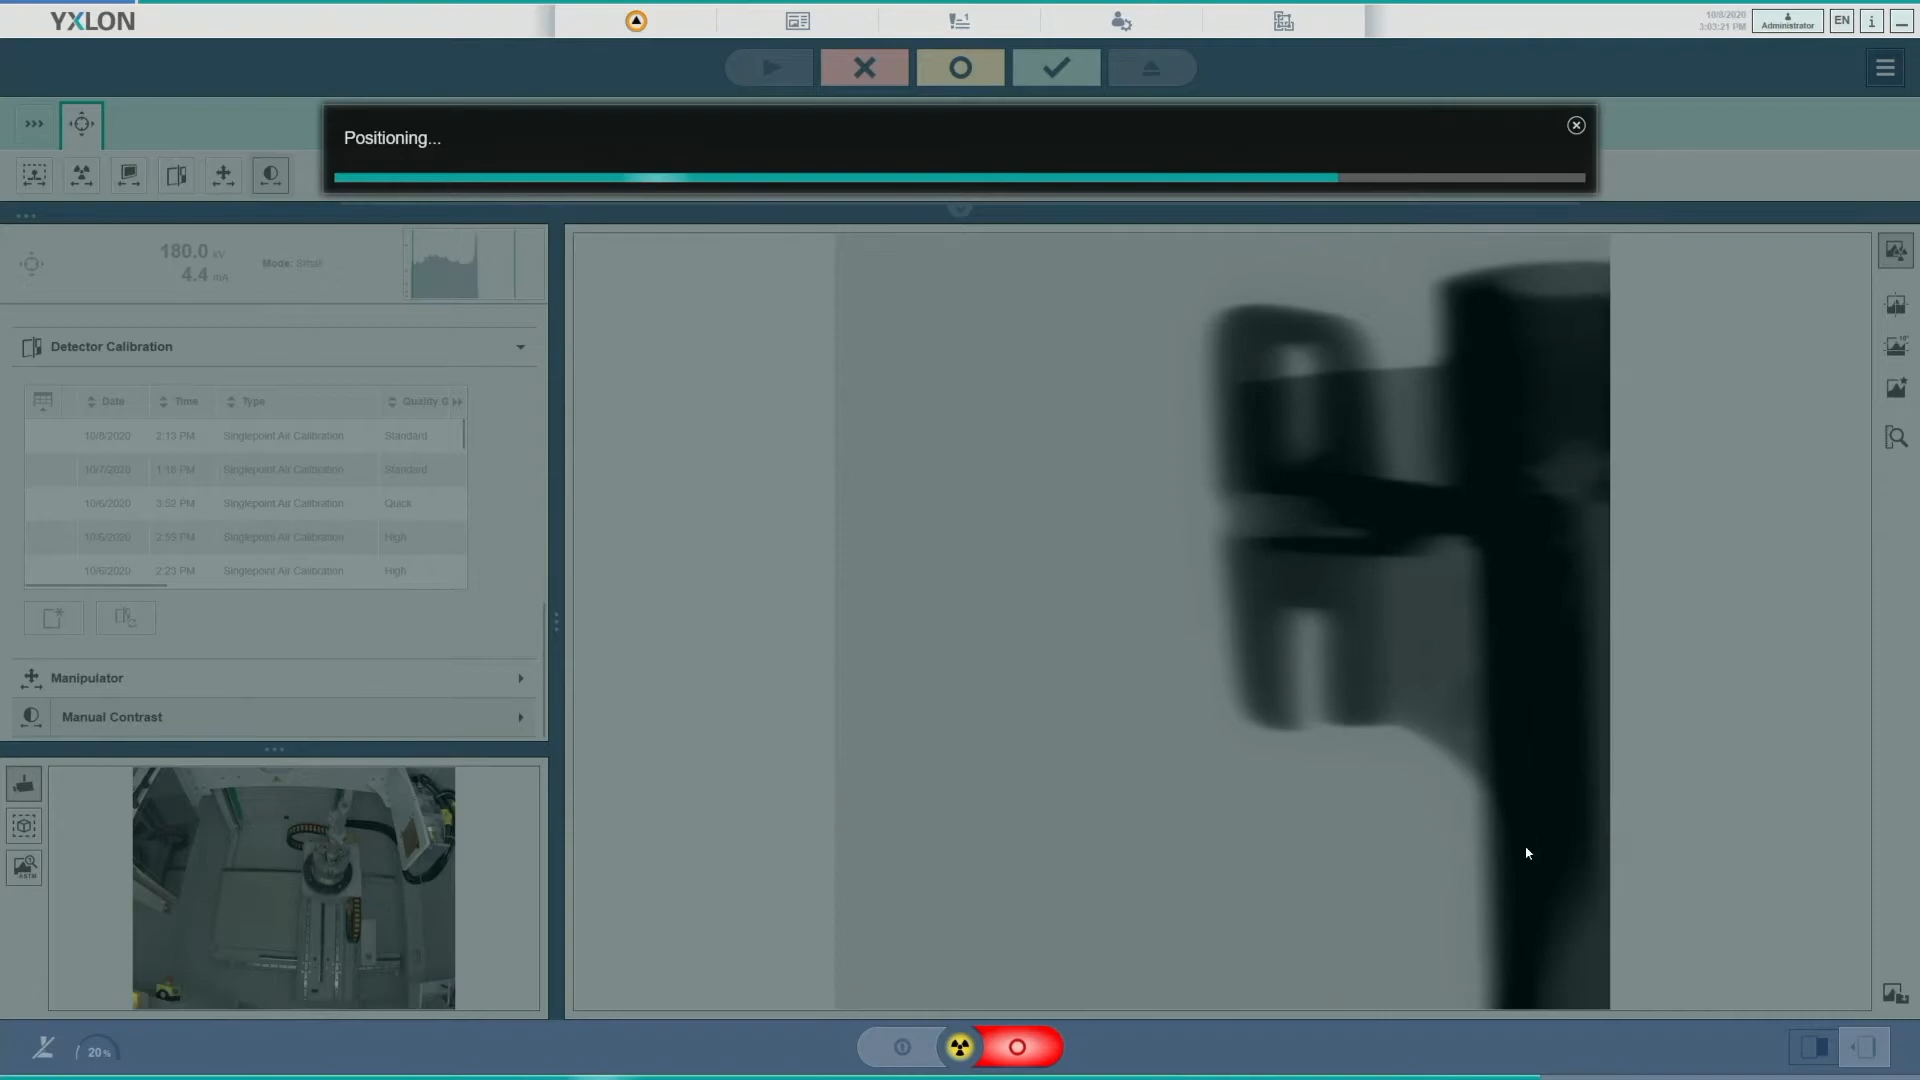 YXLON
10/8/2020
3:03:21 PM
Administrator
EN
i
Positioning...
180.0 kV
4.4 mA
Mode: Small
Detector Calibration
Date Time Type Quality G
10/8/2020 2:13 PM Singlepoint Air Calibration Standard
10/7/2020 1:16 PM Singlepoint Air Calibration Standard
10/6/2020 3:52 PM Singlepoint Air Calibration Quick
10/6/2020 2:59 PM Singlepoint Air Calibration High
10/6/2020 2:23 PM Singlepoint Air Calibration High
Manipulator
Manual Contrast
ASTM
20%